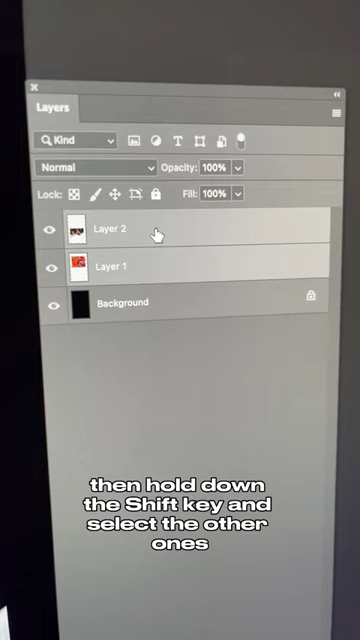 Layers
Kind
Normal Opacity: 100%
Lock: Fill: 100%
Layer 2
Layer 1
Background
then hold down
the Shift key and
select the other
ones